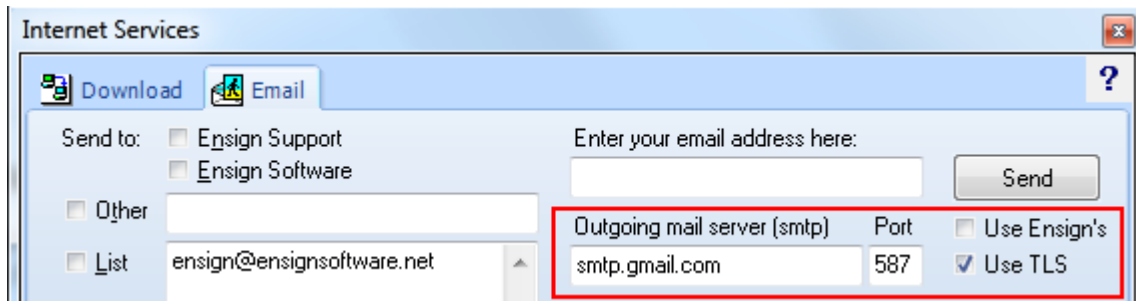 Internet Services
Download Email ?
Send to: Ensign Support Enter your email address here:
Ensign Software Send
Other Outgoing mail server (smtp) Port Use Ensign's
List ensign@ensignsoftware.net smtp.gmail.com 587 Use TLS